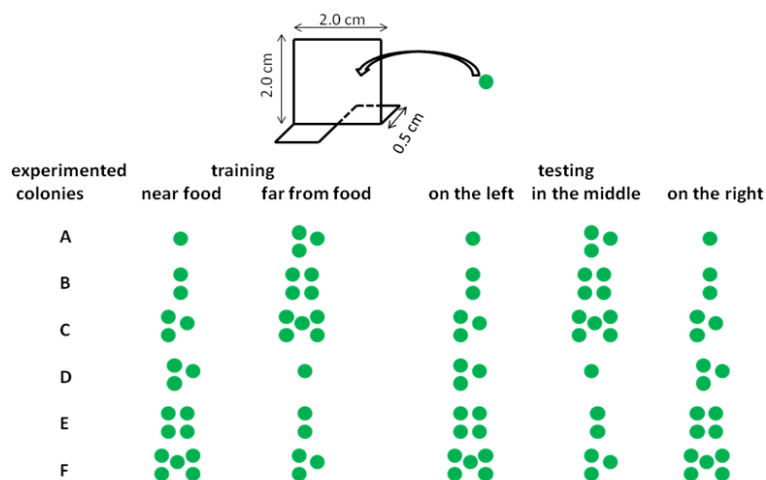 2.0 cm
2.0 cm
0.5 cm
experimented training testing
colonies near food far from food on the left in the middle on the right
A
B
C
D
E
F